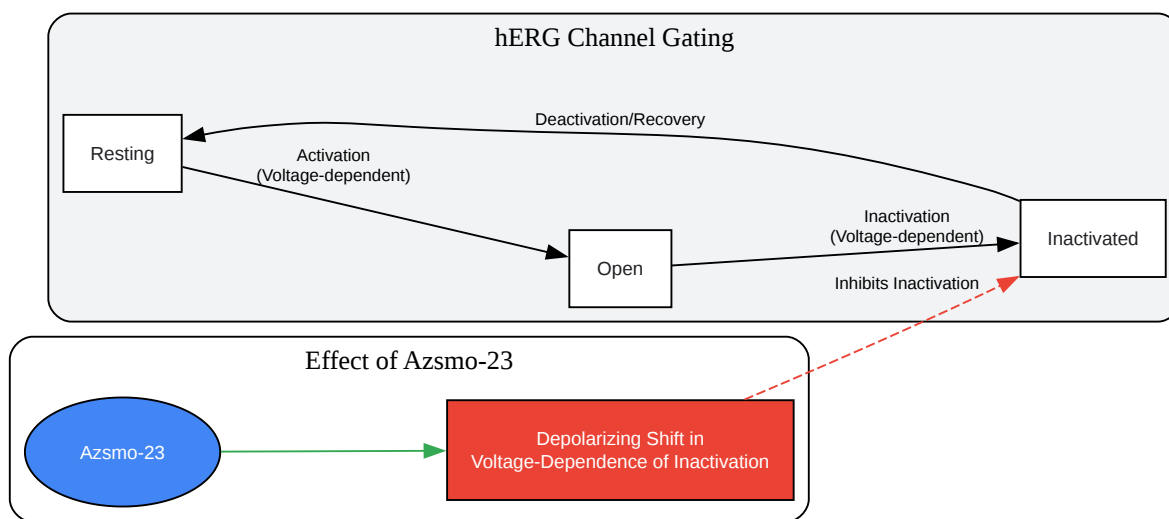 hERG Channel Gating
Deactivation/Recovery
Resting
Activation
(Voltage-dependent)
Inactivation
(Voltage-dependent)
Inactivated
Open
Inhibits Inactivation
Effect of Azsmo-23
Azsmo-23
Depolarizing Shift in
Voltage-Dependence of Inactivation